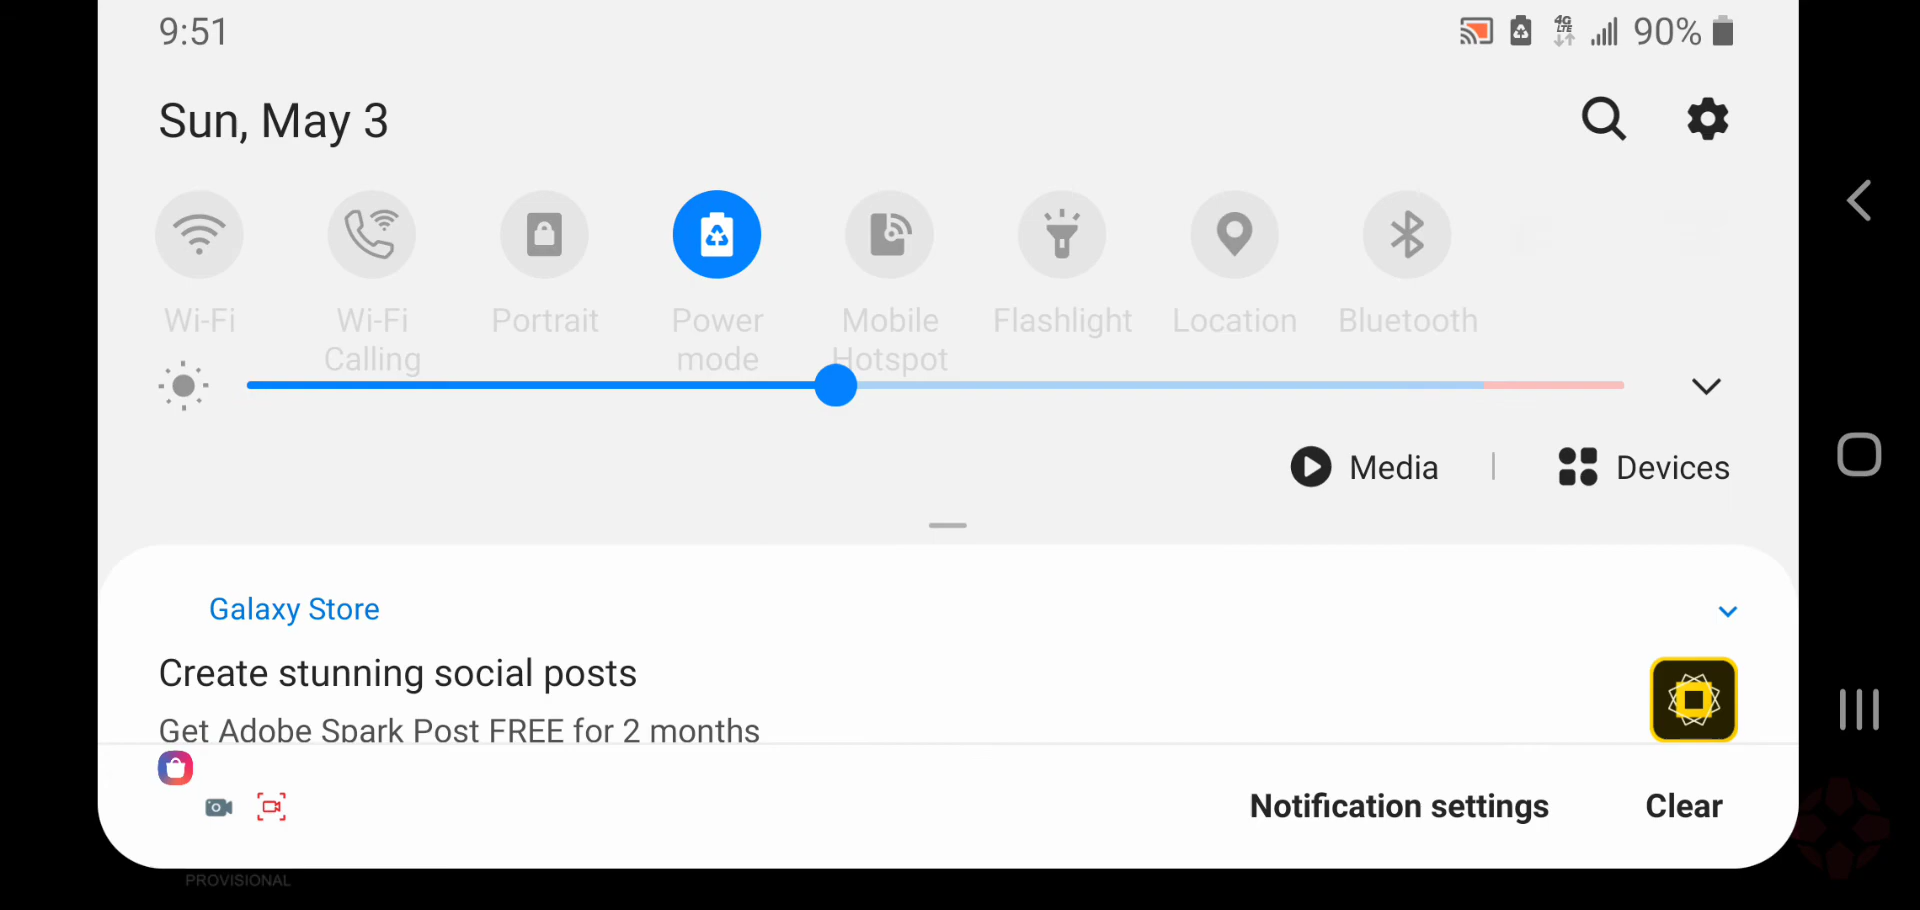 9:51
4G LTE 90%
Sun, May 3
Wi-Fi
Wi-Fi Calling
Portrait
Power mode
Mobile Hotspot
Flashlight
Location
Bluetooth
Media
Devices
Galaxy Store
Create stunning social posts
Get Adobe Spark Post FREE for 2 months
Notification settings
Clear
PROVISIONAL